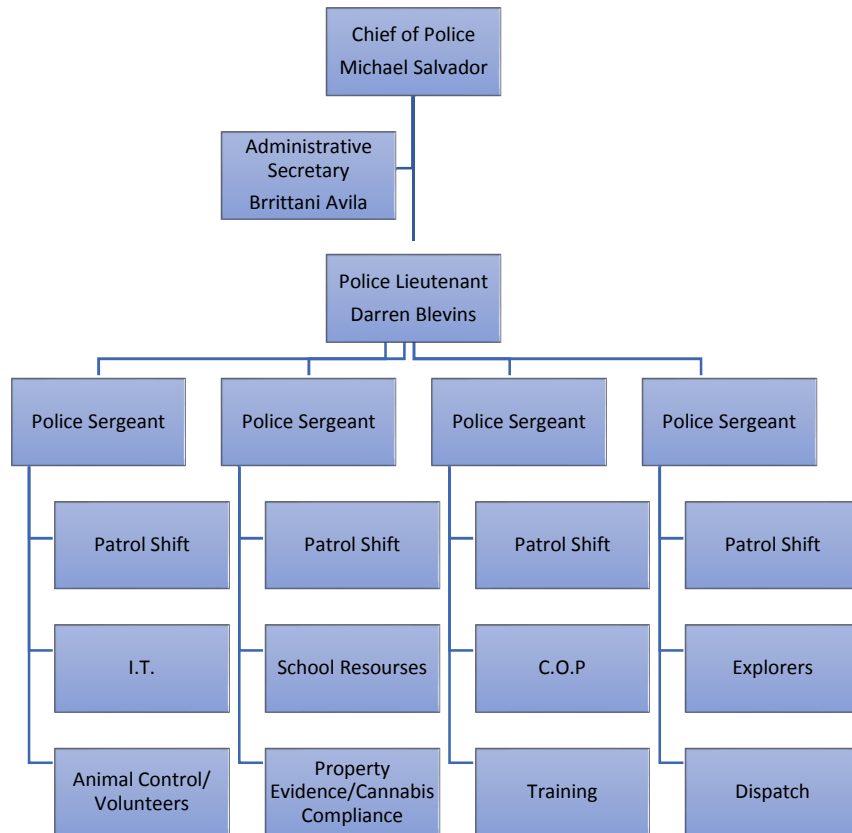 Chief of Police
Michael Salvador
Administrative
Secretary
Brrittani Avila
Police Lieutenant
Darren Blevins
Police Sergeant
Police Sergeant
Police Sergeant
Police Sergeant
Patrol Shift
Patrol Shift
Patrol Shift
Patrol Shift
I.T.
School Resourses
C.O.P
Explorers
Animal Control/
Volunteers
Property
Evidence/Cannabis
Compliance
Training
Dispatch